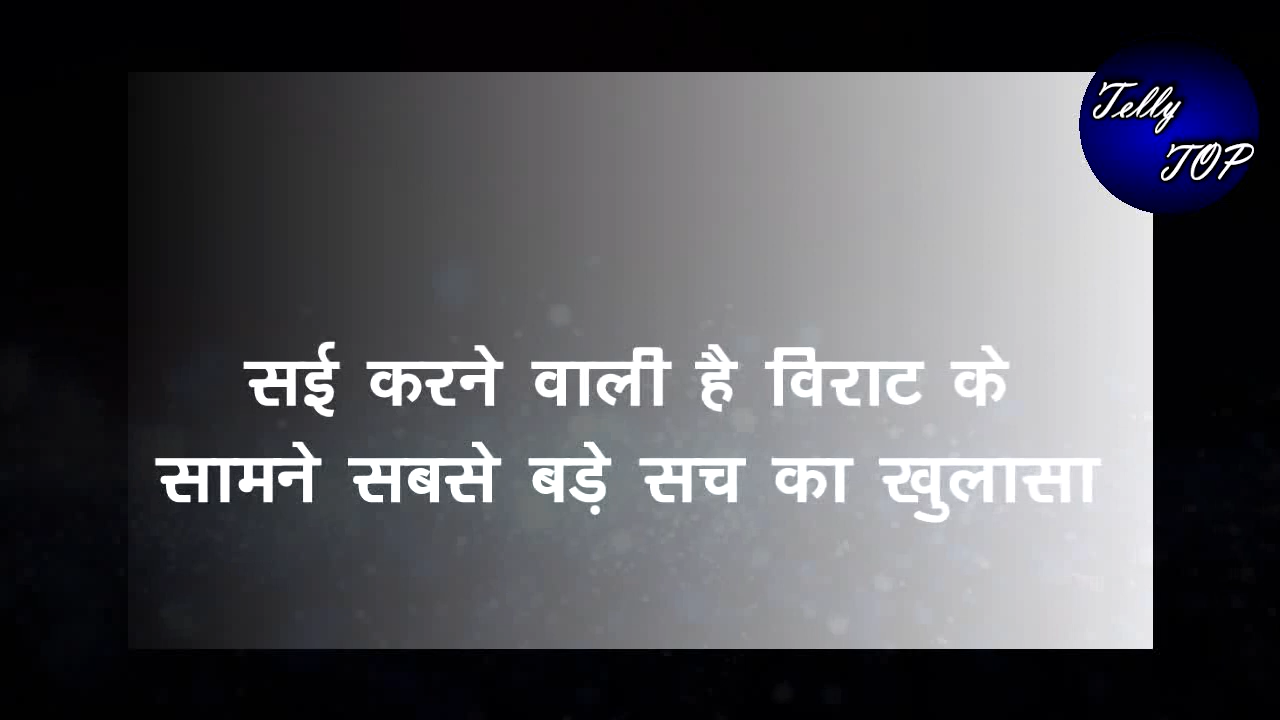 Telly
TOP
सई करने वाली है विराट के
सामने सबसे बड़े सच का खुलासा